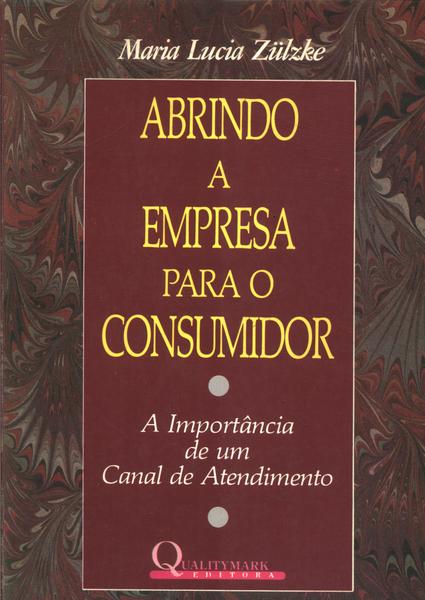 Maria Lucia Zülzke
ABRINDO
A
EMPRESA
PARA O
CONSUMIDOR
A Importância
de um
Canal de Atendimento
QUALITYMARK
EDITORA